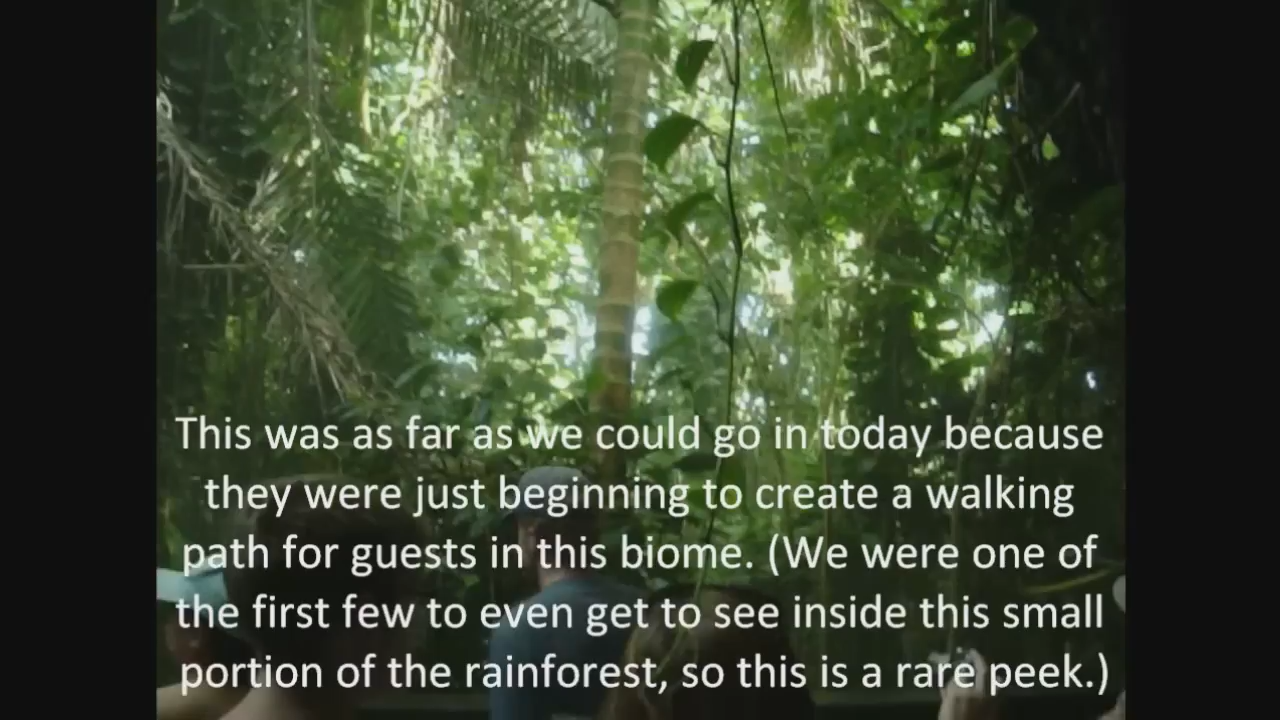 This was as far as we could go in today because
they were just beginning to create a walking
path for guests in this biome. (We were one of
the first few to even get to see inside this small
portion of the rainforest, so this is a rare peek.)